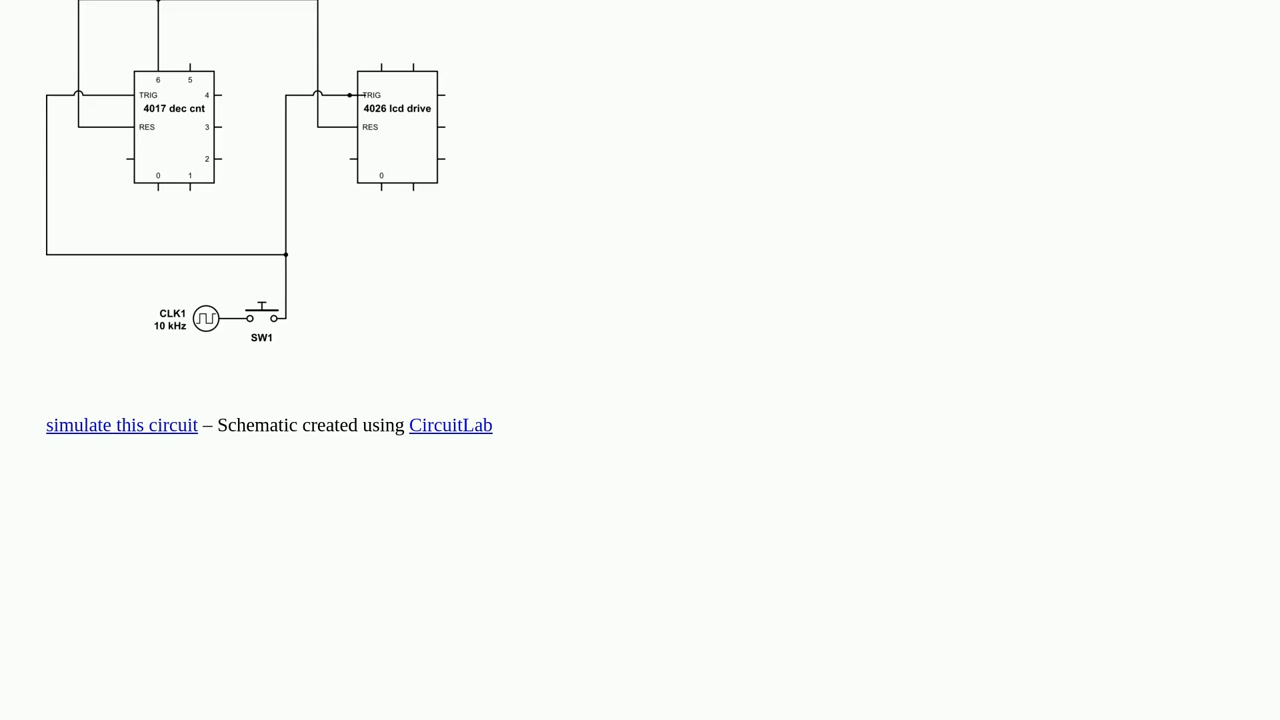 6 5
TRIG 4 TRIG
4017 dec cnt 4026 lcd drive
RES 3 RES
2
0 1 0
CLK1
10 kHz
SW1
simulate this circuit – Schematic created using CircuitLab